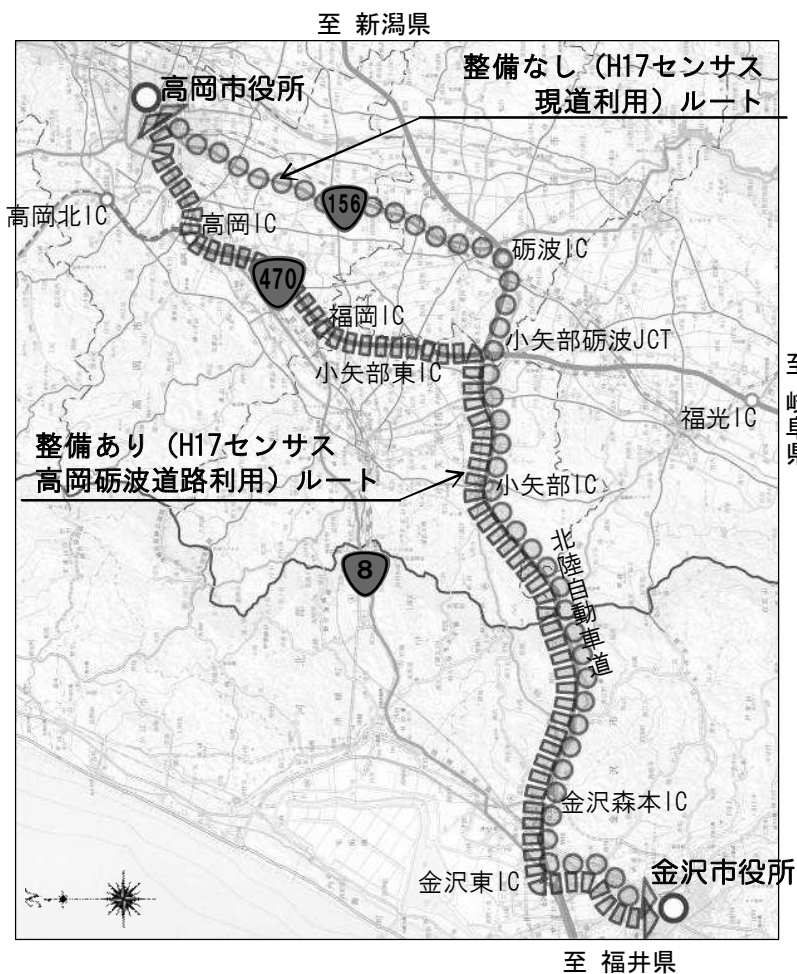 至 新潟県
高岡市役所
整備なし（H17センサス
現道利用）ルート
156
高岡北IC
高岡IC
砺波IC
470
福岡IC
小矢部砺波JCT
小矢部東IC
至
岐阜県
福光IC
整備あり（H17センサス
高岡砺波道路利用）ルート
小矢部IC
北陸自動車道
8
金沢森本IC
金沢東IC
金沢市役所
至 福井県